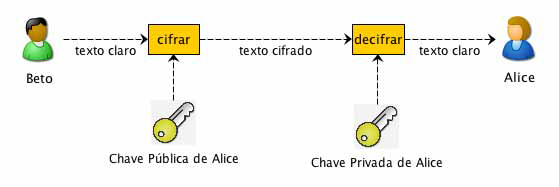 cifrar
decifrar
texto claro
texto cifrado
texto claro
Beto
Alice
Chave Pública de Alice
Chave Privada de Alice